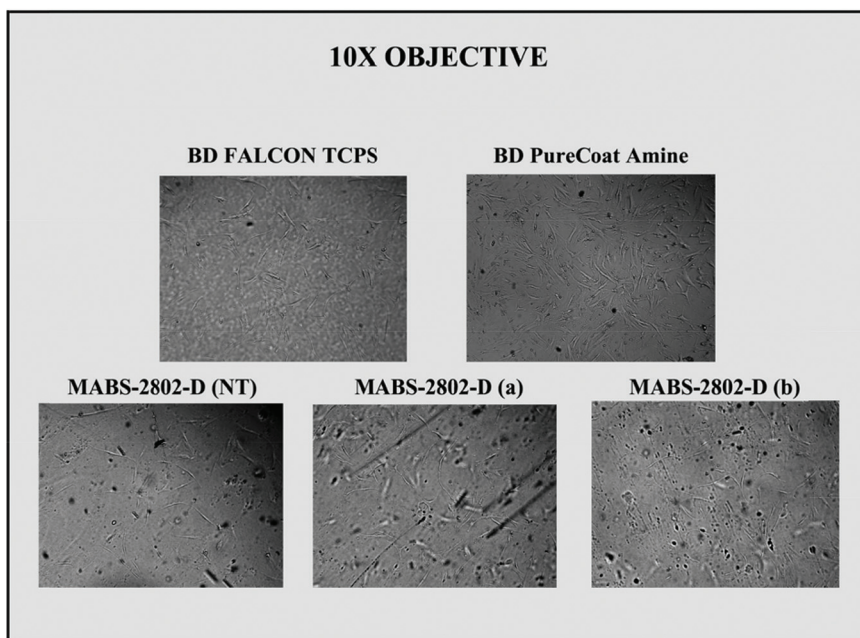 10X OBJECTIVE
BD FALCON TCPS
BD PureCoat Amine
MABS-2802-D (NT)
MABS-2802-D (a)
MABS-2802-D (b)